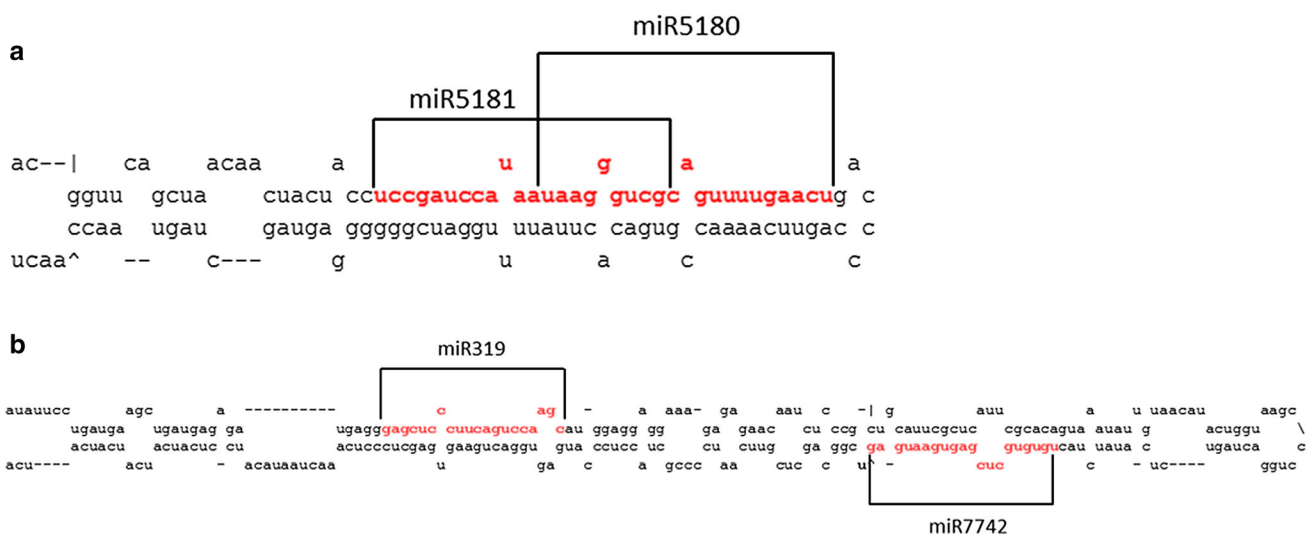 a
miR5180
miR5181
ac--| ca acaa a u g a a
gguu gcua cuacu ccuccgaucca aauaag gucgc guuuugaacug c
ccaa ugau gauga gggggcuaggu uuauuc cagug caaaacuugac c
ucaa^ -- c--- g u a c c
b
miR319
auauucc agc a ---------- c ag - a aaa- ga aau c -| g auu a u uaacau aagc
ugauga ugaugag ga ugagggagcuc cuucagucca cau ggagg gg ga gaac cu ccg cu cauucgcuc cgcacagua auau g acuggu \
acuacu acuacuc cu acucccucgag gaagucaggu gua ccucc uc cu cuug ga ggc ga guaagugag gugugucau uaua c ugauca c
acu---- acu - acauaaucaa u ga c a gccc aa cuc c u^ - cuc c - uc---- gguc
miR7742